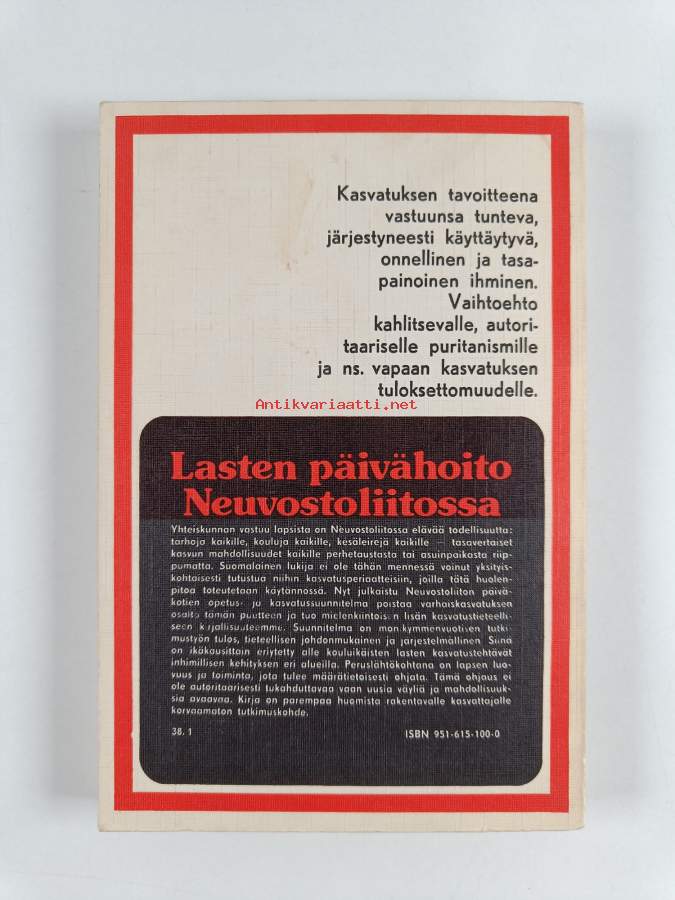 Kasvatuksen tavoitteena
vastuunsa tunteva,
järjestyneesti käyttäytyvä,
onnellinen ja tasa-
painoinen ihminen.
Vaihtoehto
kahlitsevalle, autori-
taariselle puritanismille
ja ns. vapaan kasvatuksen
tuloksettomuudelle.
Antikvariaatti.net
Lasten päivähoito
Neuvostoliitossa
Yhteiskunnan vastuu lapsista on Neuvostoliitossa elävää todellisuutta:
tarhoja kaikille, kouluja kaikille, kesäleirejä kaikille — tasavertaiset
kasvun mahdollisuudet kaikille perhetaustasta tai asuinpaikasta riip-
pumatta. Suomalainen lukija ei ole tähän mennessä voinut yksityis-
kohtaisesti tutustua niihin kasvatusperiaatteisiin, joilla tätä huolen-
pitoa toteutetaan käytännössä. Nyt julkaistu Neuvostoliiton päivä-
kotien opetus- ja kasvatussuunnitelma poistaa varhaiskasvatuksen
osalta tämän puutteen ja tuo mielenkiintoisen lisän kasvatustieteelli-
seen kirjallisuuteemme. Suunnitelma on monikymmenvuotisen tutki-
mustyön tulos, tieteellisen johdonmukainen ja järjestelmällinen. Siinä
on ikäkausittain eriytetty alle kouluikäisten lasten kasvatustehtävät
inhimillisen kehityksen eri alueilla. Peruslähtökohtana on lapsen luo-
vuus ja toiminta, jota tulee määrätietoisesti ohjata. Tämä ohjaus ei
ole autoritaarisesti tukahduttavaa vaan uusia väyliä ja mahdollisuuk-
sia avaavaa. Kirja on parempaa huomista rakentavalle kasvattajalle
korvaamaton tutkimuskohde.
38.1
ISBN 951-615-100-0